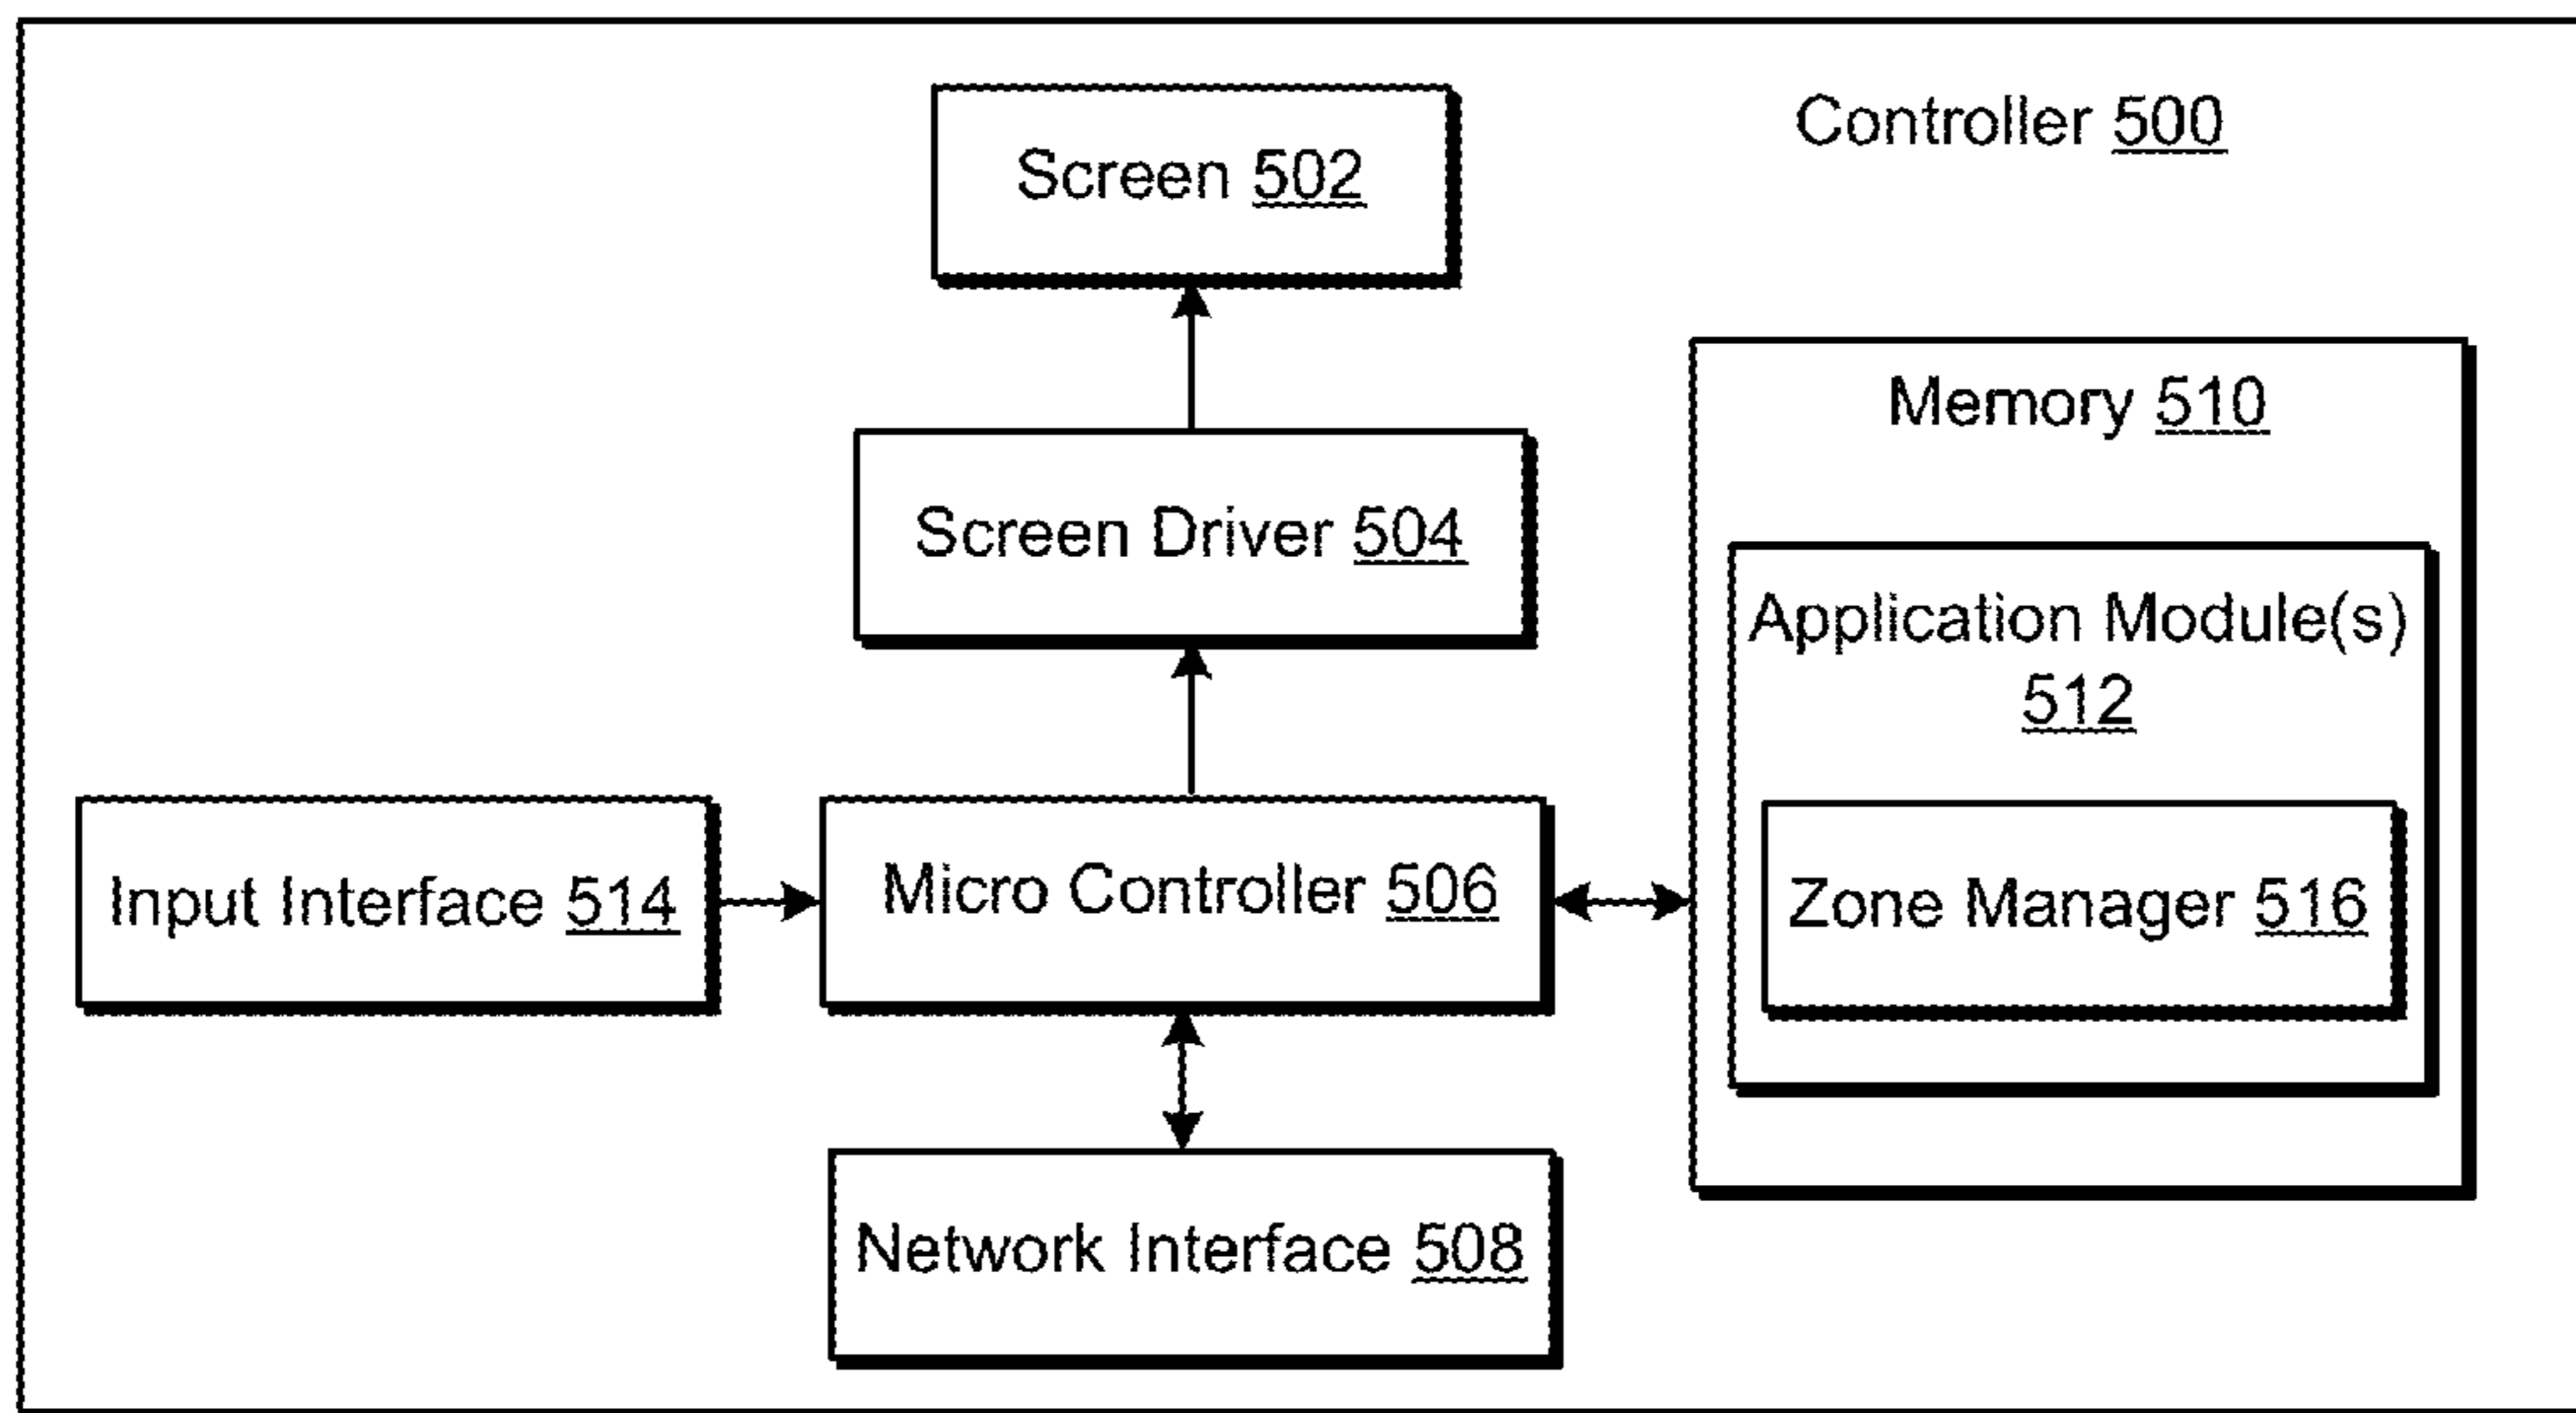 Controller 500
Screen 502
Screen Driver 504
Memory 510
Application Module(s)
512
Input Interface 514
Micro Controller 506
Zone Manager 516
Network Interface 508